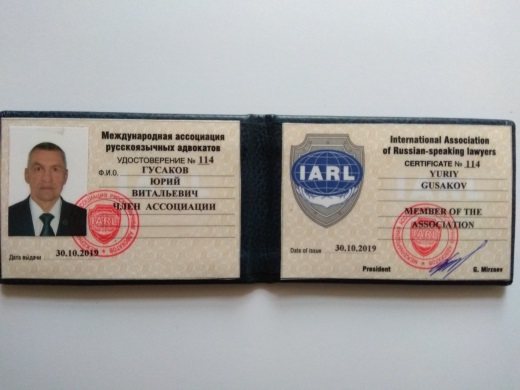 Международная ассоциация
русскоязычных адвокатов
УДОСТОВЕРЕНИЕ № 114
Ф.И.О. ГУСАКОВ
ЮРИЙ
ВИТАЛЬЕВИЧ
ЧЛЕН АССОЦИАЦИИ
IARL
Дата выдачи 30.10.2019
International Association
of Russian-speaking lawyers
CERTIFICATE № 114
YURIY
GUSAKOV
IARL
MEMBER OF THE
ASSOCIATION
IARL
Date of issue 30.10.2019
President G. Mirzoev